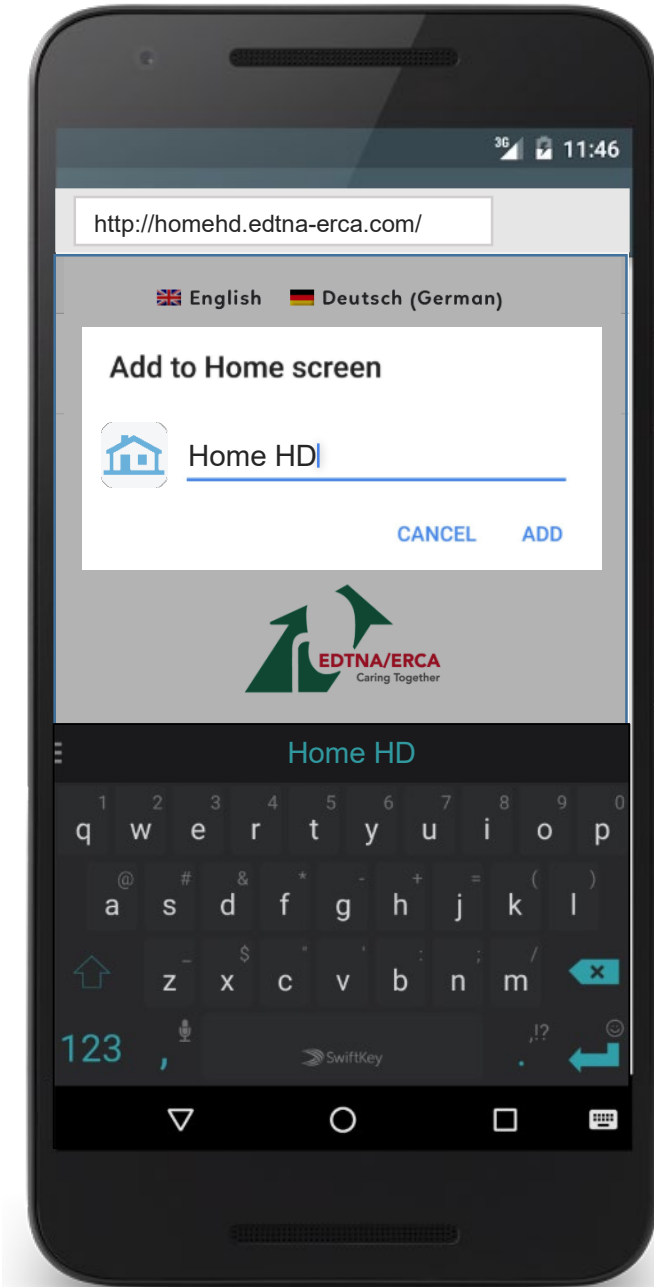 3G 11:46
http://homehd.edtna-erca.com/
English Deutsch (German)
Add to Home screen
Home HD
CANCEL ADD
EDTNA/ERCA
Caring Together
Home HD
1 2 3 4 5 6 7 8 9 0
q w e r t y u i o p
@ # & * - + = ( )
a s d f g h j k l
_ $ " ' : ; /
z x c v b n m
123 , SwiftKey . ,!?